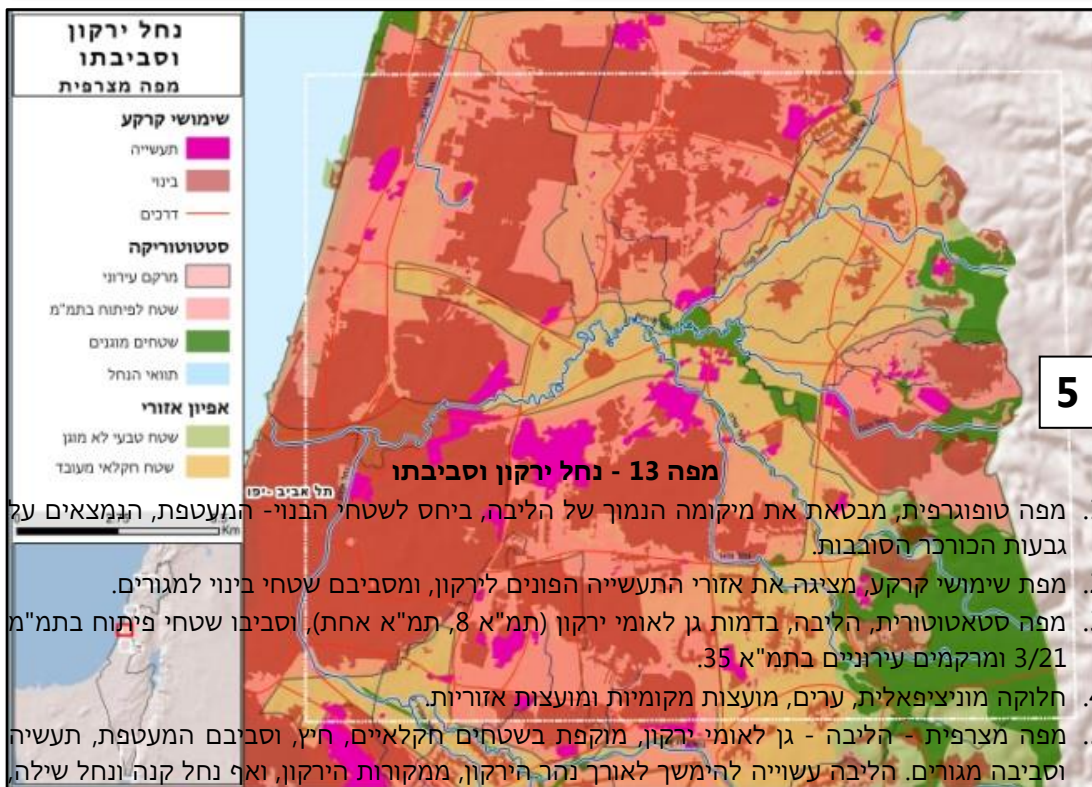 נחל ירקון
וסביבתו
מפה מצרפית
שימושי קרקע
תעשייה
בינוי
דרכים
סטטוטוריקה
מרקם עירוני
שטח לפיתוח בתמ"מ
שטחים מוגנים
תוואי הנחל
אפיון אזורי
שטח טבעי לא מוגן
שטח חקלאי מעובד
Km
תל אביב -יפו
5
מפה 13 - נחל ירקון וסביבתו
מפה טופוגרפית, מבטאת את מיקומה הנמוך של הליבה, ביחס לשטחי הבנוי- המעטפת, הנמצאים על
גבעות הכורכר הסובבות.
מפת שימושי קרקע, מציגה את אזורי התעשייה הפונים לירקון, ומסביבם שטחי בינוי למגורים.
מפה סטאטוטורית, הליבה, בדמות גן לאומי ירקון (תמ"א 8, תמ"א אחת), וסביבו שטחי פיתוח בתמ"מ
3/21 ומרקמים עירוניים בתמ"א 35.
חלוקה מוניציפאלית, ערים, מועצות מקומיות ומועצות אזוריות.
מפה מצרפית - הליבה - גן לאומי ירקון, מוקפת בשטחים חקלאיים, חיץ, וסביבם המעטפת, תעשיה
וסביבה מגורים. הליבה עשוייה להימשך לאורך נהר הירקון, ממקורות הירקון, ואף נחל קנה ונחל שילה,